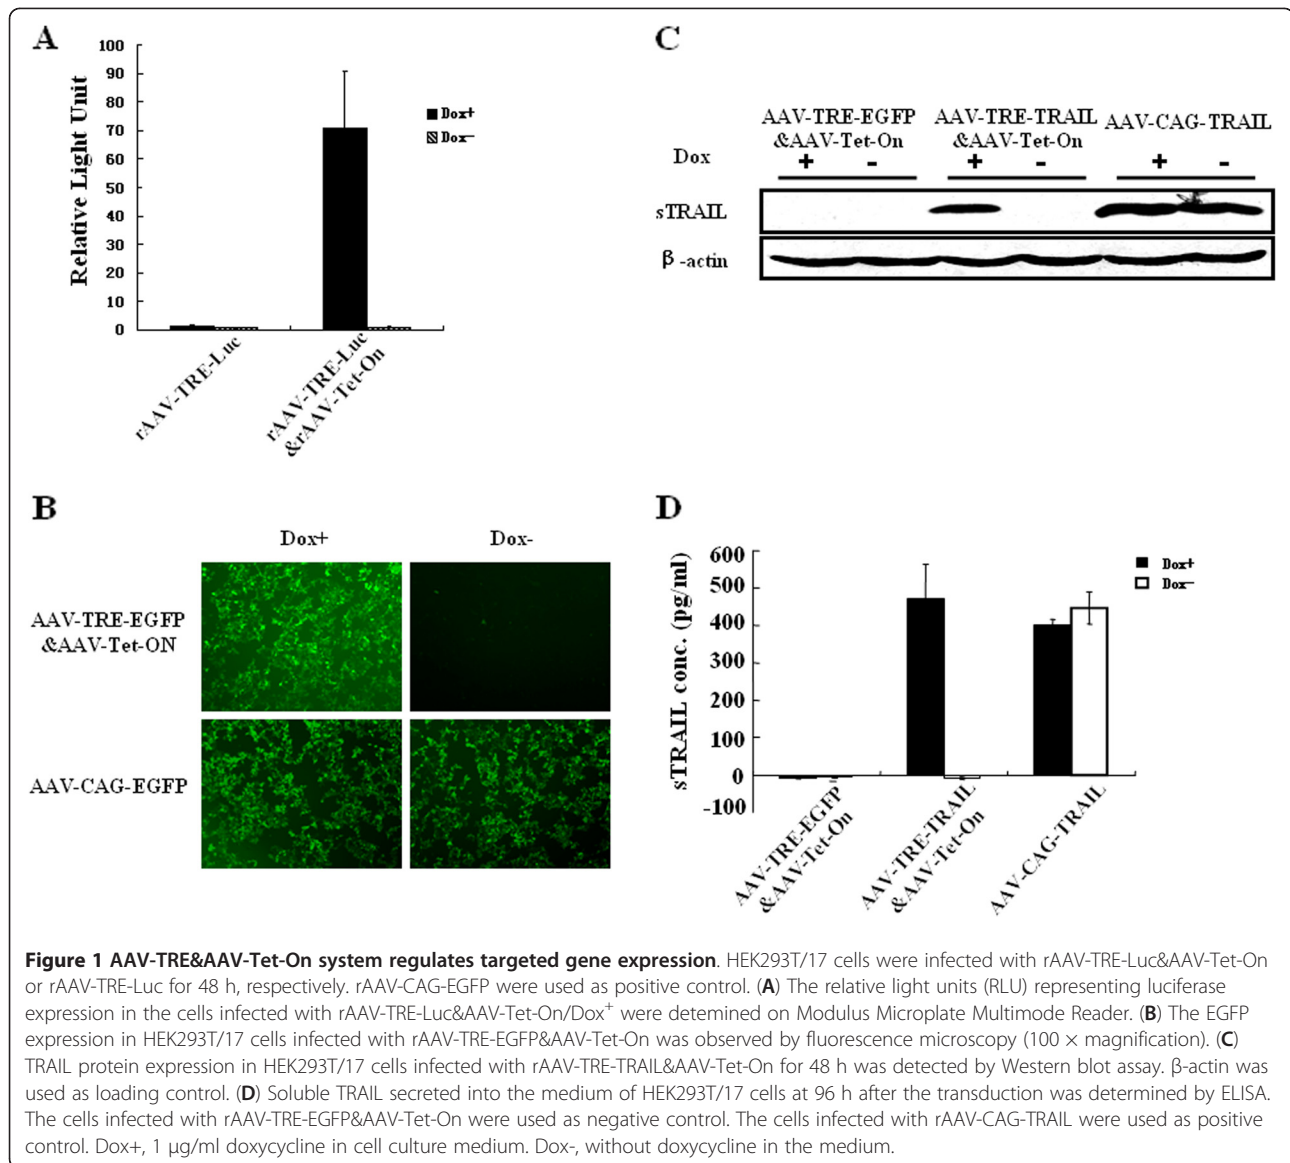 A
Relative Light Unit
100
90
80
70
60
50
40
30
20
10
0
Dox+
Dox−
rAAV-TRE-Luc
rAAV-TRE-Luc
&rAAV-Tet-On
C
AAV-TRE-EGFP
&AAV-Tet-On
AAV-TRE-TRAIL
&AAV-Tet-On
AAV-CAG-TRAIL
Dox + - + - + -
sTRAIL
β-actin
B
Dox+ Dox-
AAV-TRE-EGFP
&AAV-Tet-ON
AAV-CAG-EGFP
D
sTRAIL conc. (pg/ml)
600
500
400
300
200
100
0
-100
Dox+
Dox−
AAV-TRE-EGFP
&AAV-Tet-On
AAV-TRE-TRAIL
&AAV-Tet-On
AAV-CAG-TRAIL
Figure 1 AAV-TRE&AAV-Tet-On system regulates targeted gene expression. HEK293T/17 cells were infected with rAAV-TRE-Luc&AAV-Tet-On
or rAAV-TRE-Luc for 48 h, respectively. rAAV-CAG-EGFP were used as positive control. (A) The relative light units (RLU) representing luciferase
expression in the cells infected with rAAV-TRE-Luc&AAV-Tet-On/Dox⁺ were detemined on Modulus Microplate Multimode Reader. (B) The EGFP
expression in HEK293T/17 cells infected with rAAV-TRE-EGFP&AAV-Tet-On was observed by fluorescence microscopy (100 × magnification). (C)
TRAIL protein expression in HEK293T/17 cells infected with rAAV-TRE-TRAIL&AAV-Tet-On for 48 h was detected by Western blot assay. β-actin was
used as loading control. (D) Soluble TRAIL secreted into the medium of HEK293T/17 cells at 96 h after the transduction was determined by ELISA.
The cells infected with rAAV-TRE-EGFP&AAV-Tet-On were used as negative control. The cells infected with rAAV-CAG-TRAIL were used as positive
control. Dox+, 1 μg/ml doxycycline in cell culture medium. Dox-, without doxycycline in the medium.